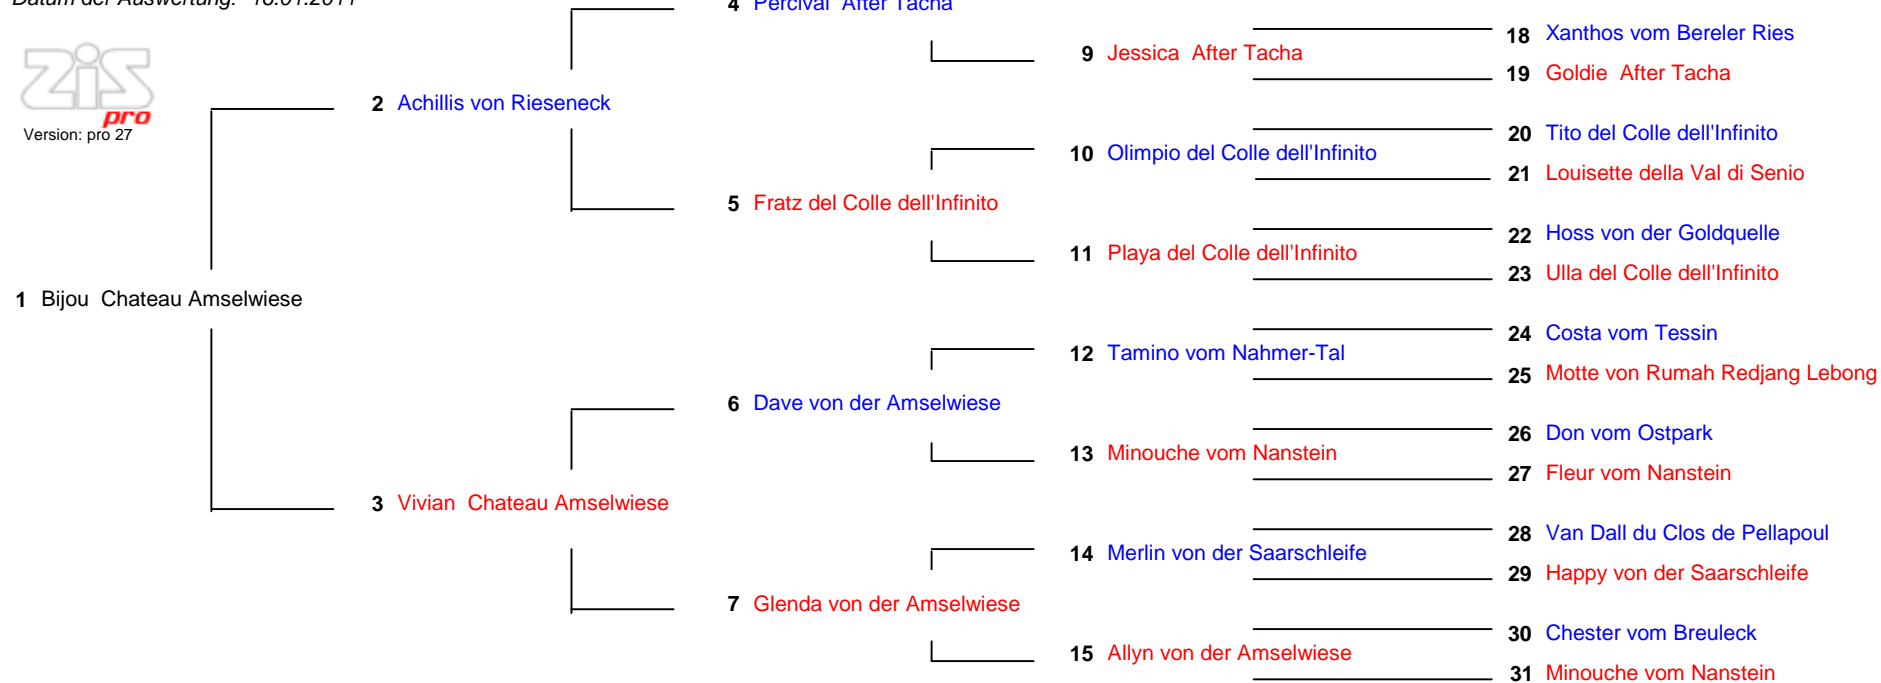 4 Percival After Tacha
18 Xanthos vom Bereler Ries
9 Jessica After Tacha
19 Goldie After Tacha
ZiS
pro
2 Achillis von Rieseneck
Version: pro 27
20 Tito del Colle dell'Infinito
10 Olimpio del Colle dell'Infinito
21 Louisette della Val di Senio
5 Fratz del Colle dell'Infinito
22 Hoss von der Goldquelle
11 Playa del Colle dell'Infinito
23 Ulla del Colle dell'Infinito
1 Bijou Chateau Amselwiese
24 Costa vom Tessin
12 Tamino vom Nahmer-Tal
25 Motte von Rumah Redjang Lebong
6 Dave von der Amselwiese
26 Don vom Ostpark
13 Minouche vom Nanstein
27 Fleur vom Nanstein
3 Vivian Chateau Amselwiese
28 Van Dall du Clos de Pellapoul
14 Merlin von der Saarschleife
29 Happy von der Saarschleife
7 Glenda von der Amselwiese
30 Chester vom Breuleck
15 Allyn von der Amselwiese
31 Minouche vom Nanstein